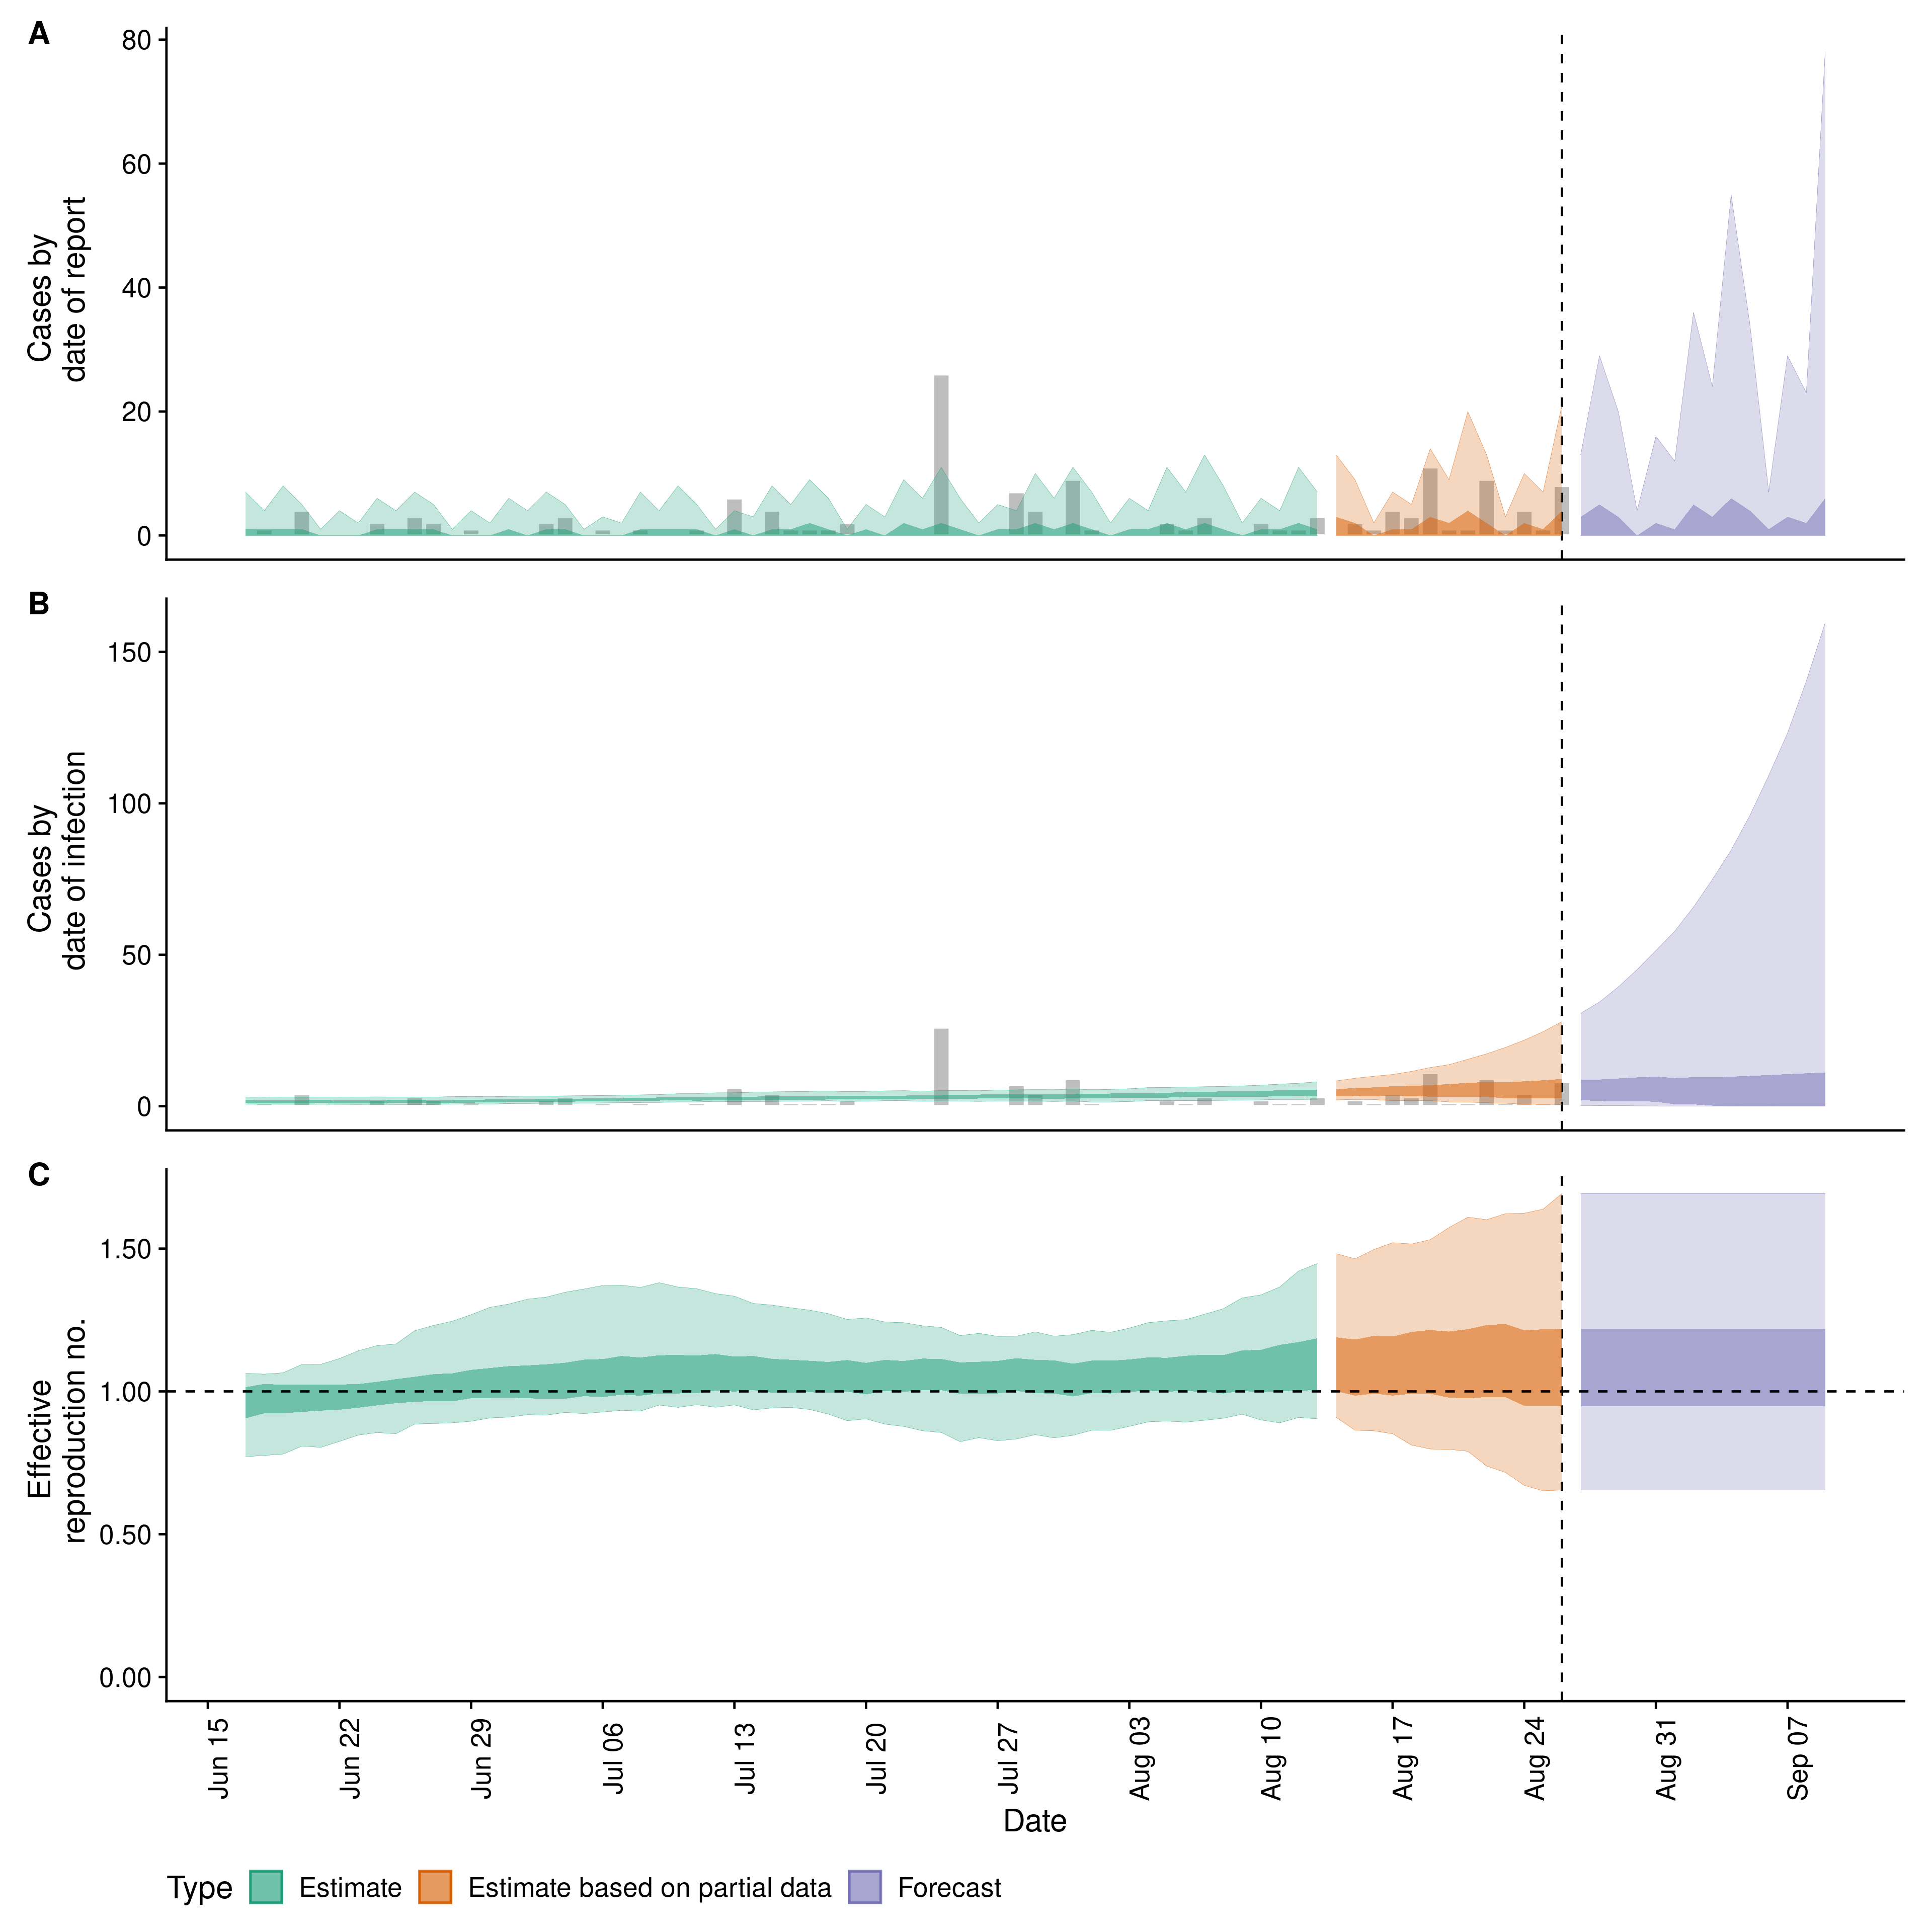 A
80
60
40
20
0
Cases by
date of report
B
150
100
50
0
Cases by
date of infection
C
1.50
1.00
0.50
0.00
Effective
reproduction no.
Jun 15
Jun 22
Jun 29
Jul 06
Jul 13
Jul 20
Jul 27
Aug 03
Aug 10
Aug 17
Aug 24
Aug 31
Sep 07
Date
Type Estimate Estimate based on partial data Forecast